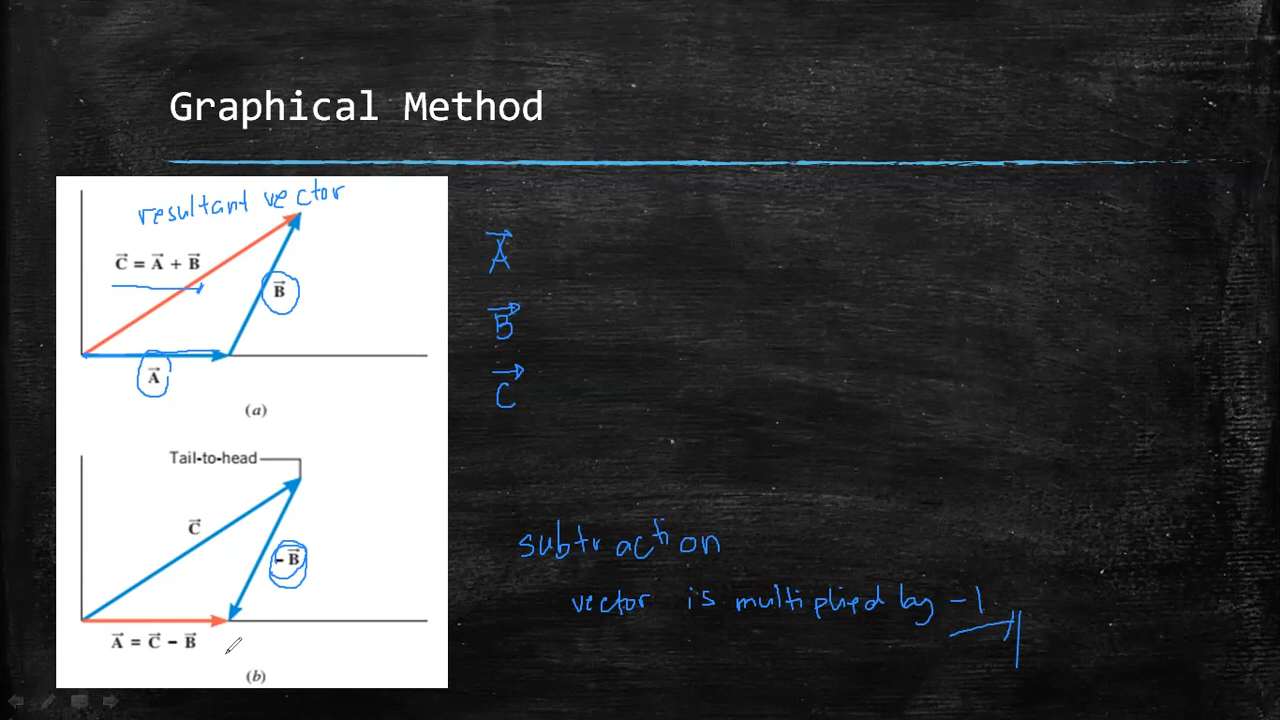 Graphical Method
resultant vector
C⃗ = A⃗ + B⃗
B⃗
A⃗
(a)
Tail-to-head
C⃗
– B⃗
A⃗ = C⃗ – B⃗
(b)
A⃗
B⃗
C⃗
subtraction
vector is multiplied by -1